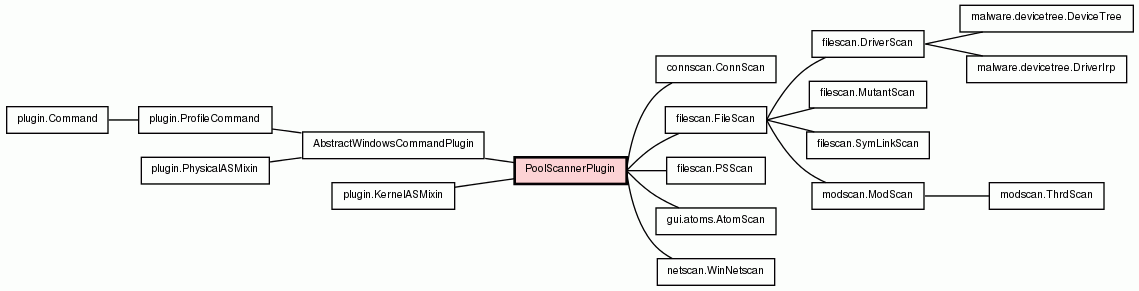 malware.devicetree.DeviceTree
filescan.DriverScan
connscan.ConnScan
malware.devicetree.DriverIrp
filescan.MutantScan
plugin.Command
plugin.ProfileCommand
filescan.FileScan
AbstractWindowsCommandPlugin
filescan.SymLinkScan
plugin.PhysicalASMixin
PoolScannerPlugin
filescan.PSScan
plugin.KernelASMixin
modscan.ModScan
modscan.ThrdScan
gui.atoms.AtomScan
netscan.WinNetscan